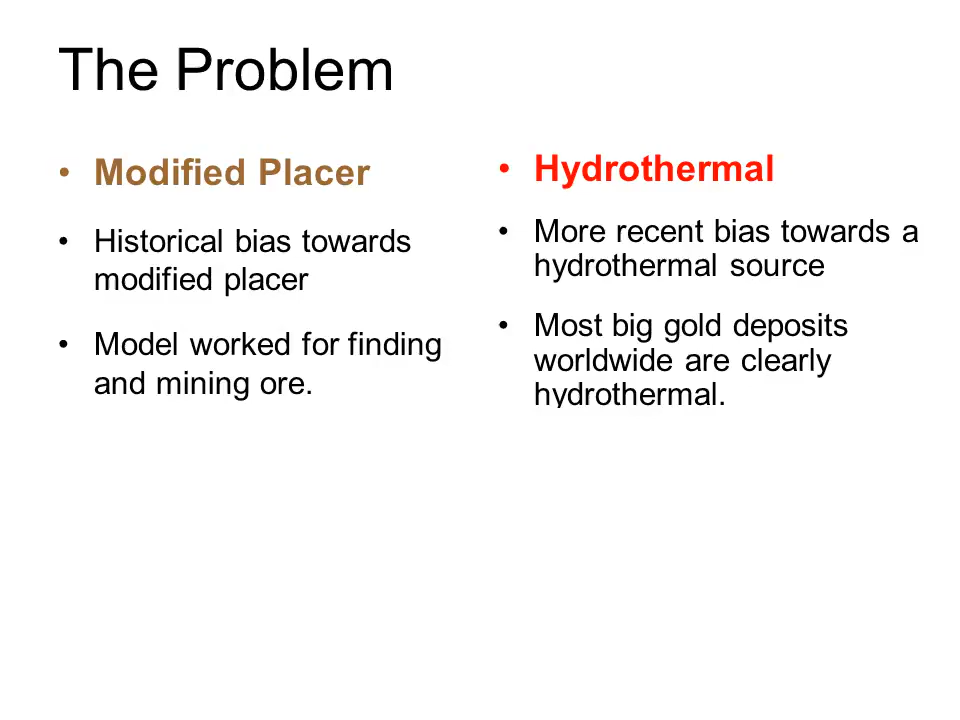 The Problem
• Modified Placer
• Historical bias towards
modified placer
• Model worked for finding
and mining ore.
• Hydrothermal
• More recent bias towards a
hydrothermal source
• Most big gold deposits
worldwide are clearly
hydrothermal.